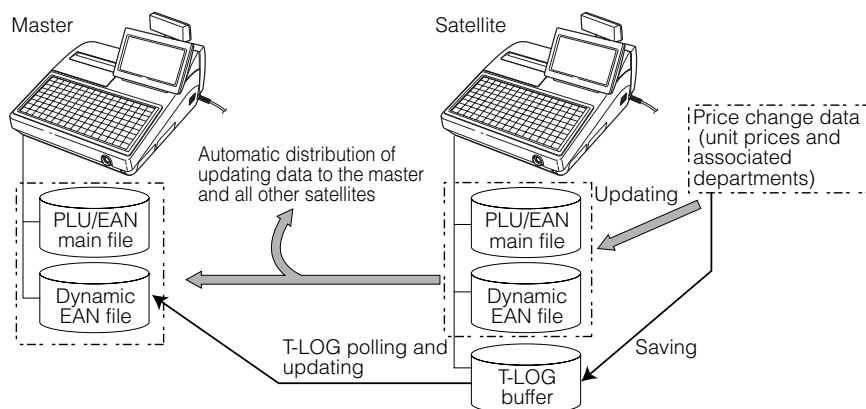 Master
Satellite
Price change data
(unit prices and
associated
departments)
Automatic distribution of
updating data to the master
and all other satellites
Updating
PLU/EAN
main file
PLU/EAN
main file
Dynamic
EAN file
Dynamic
EAN file
T-LOG polling and
updating
Saving
T-LOG
buffer